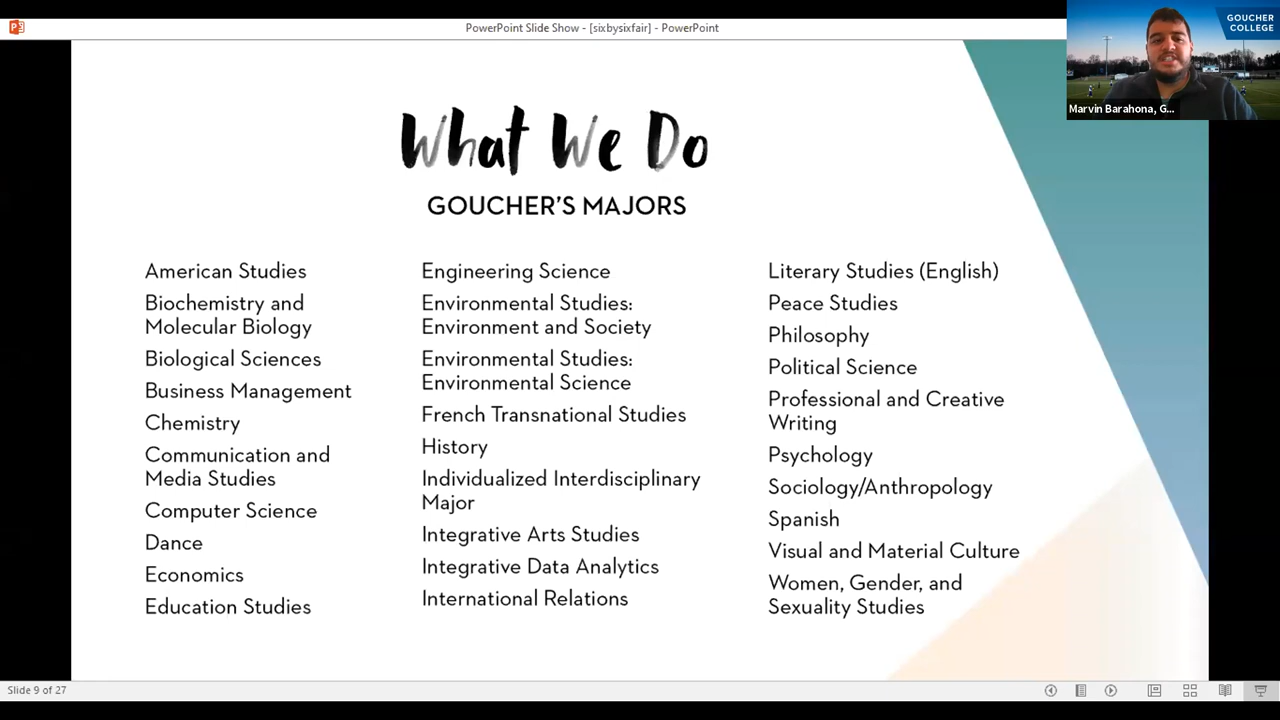 PowerPoint Slide Show - [sixbysixfair] - PowerPoint
GOUCHER
COLLEGE
Marvin Barahona, G...
What We Do
GOUCHER'S MAJORS
American Studies
Biochemistry and
Molecular Biology
Biological Sciences
Business Management
Chemistry
Communication and
Media Studies
Computer Science
Dance
Economics
Education Studies
Engineering Science
Environmental Studies:
Environment and Society
Environmental Studies:
Environmental Science
French Transnational Studies
History
Individualized Interdisciplinary
Major
Integrative Arts Studies
Integrative Data Analytics
International Relations
Literary Studies (English)
Peace Studies
Philosophy
Political Science
Professional and Creative
Writing
Psychology
Sociology/Anthropology
Spanish
Visual and Material Culture
Women, Gender, and
Sexuality Studies
Slide 9 of 27